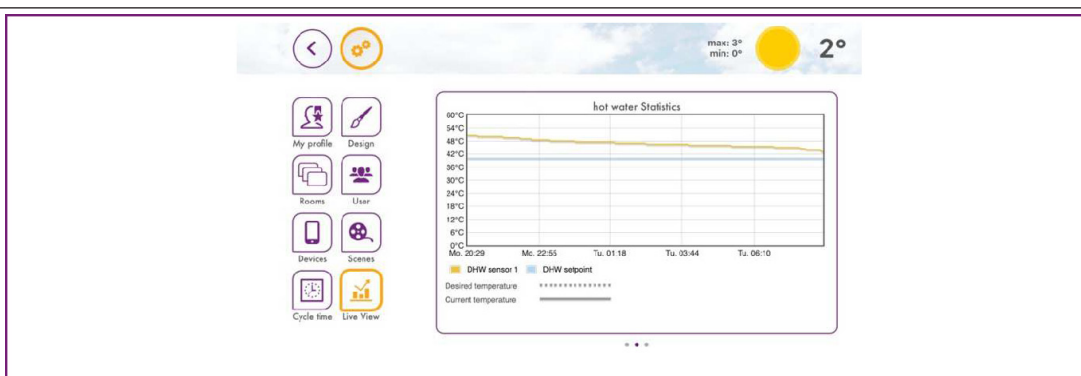 max: 3°
min: 0°
2°
My profile
Design
Rooms
User
Devices
Scenes
Cycle time
Live View
hot water Statistics
60°C
54°C
48°C
42°C
36°C
30°C
24°C
18°C
12°C
6°C
0°C
Mo. 20:29
Mo. 22:55
Tu. 01:18
Tu. 03:44
Tu. 06:10
DHW sensor 1
DHW setpoint
Desired temperature
Current temperature